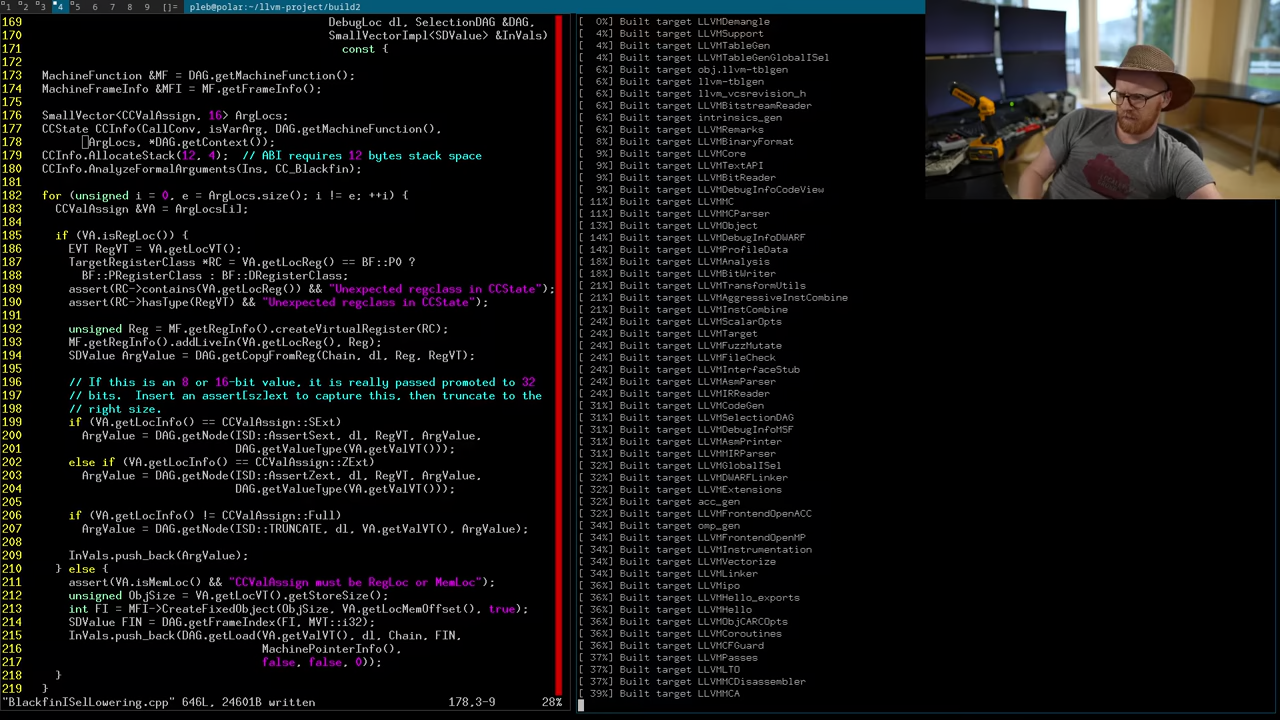 1 2 3 4 5 6 7 8 9 []= pleb@polar:~/llvm-project/build2
169 DebugLoc dl, SelectionDAG &DAG,
170 SmallVectorImpl<SDValue> &InVals)
171 const {
172
173 MachineFunction &MF = DAG.getMachineFunction();
174 MachineFrameInfo &MFI = MF.getFrameInfo();
175
176 SmallVector<CCValAssign, 16> ArgLocs;
177 CCState CCInfo(CallConv, isVarArg, DAG.getMachineFunction(),
178 ArgLocs, *DAG.getContext());
179 CCInfo.AllocateStack(12, 4); // ABI requires 12 bytes stack space
180 CCInfo.AnalyzeFormalArguments(Ins, CC_Blackfin);
181
182 for (unsigned i = 0, e = ArgLocs.size(); i != e; ++i) {
183 CCValAssign &VA = ArgLocs[i];
184
185 if (VA.isRegLoc()) {
186 EVT RegVT = VA.getLocVT();
187 TargetRegisterClass *RC = VA.getLocReg() == BF::P0 ?
188 BF::PRegisterClass : BF::DRegisterClass;
189 assert(RC->contains(VA.getLocReg()) && "Unexpected regclass in CCState");
190 assert(RC->hasType(RegVT) && "Unexpected regclass in CCState");
191
192 unsigned Reg = MF.getRegInfo().createVirtualRegister(RC);
193 MF.getRegInfo().addLiveIn(VA.getLocReg(), Reg);
194 SDValue ArgValue = DAG.getCopyFromReg(Chain, dl, Reg, RegVT);
195
196 // If this is an 8 or 16-bit value, it is really passed promoted to 32
197 // bits.  Insert an assert[sz]ext to capture this, then truncate to the
198 // right size.
199 if (VA.getLocInfo() == CCValAssign::SExt)
200 ArgValue = DAG.getNode(ISD::AssertSext, dl, RegVT, ArgValue,
201 DAG.getValueType(VA.getValVT()));
202 else if (VA.getLocInfo() == CCValAssign::ZExt)
203 ArgValue = DAG.getNode(ISD::AssertZext, dl, RegVT, ArgValue,
204 DAG.getValueType(VA.getValVT()));
205
206 if (VA.getLocInfo() != CCValAssign::Full)
207 ArgValue = DAG.getNode(ISD::TRUNCATE, dl, VA.getValVT(), ArgValue);
208
209 InVals.push_back(ArgValue);
210 } else {
211 assert(VA.isMemLoc() && "CCValAssign must be RegLoc or MemLoc");
212 unsigned ObjSize = VA.getLocVT().getStoreSize();
213 int FI = MFI->CreateFixedObject(ObjSize, VA.getLocMemOffset(), true);
214 SDValue FIN = DAG.getFrameIndex(FI, MVT::i32);
215 InVals.push_back(DAG.getLoad(VA.getValVT(), dl, Chain, FIN,
216 MachinePointerInfo(),
217 false, false, 0));
218 }
219 }
"BlackfinISelLowering.cpp" 646L, 24601B written 178,3-9 28%
[  0%] Built target LLVMDemangle
[  4%] Built target LLVMSupport
[  4%] Built target LLVMTableGen
[  4%] Built target LLVMTableGenGlobalISel
[  6%] Built target obj.llvm-tblgen
[  6%] Built target llvm-tblgen
[  6%] Built target llvm_vcsrevision_h
[  6%] Built target LLVMBitstreamReader
[  6%] Built target intrinsics_gen
[  6%] Built target LLVMRemarks
[  8%] Built target LLVMBinaryFormat
[  9%] Built target LLVMCore
[  9%] Built target LLVMTextAPI
[  9%] Built target LLVMBitReader
[  9%] Built target LLVMDebugInfoCodeView
[ 11%] Built target LLVMMC
[ 11%] Built target LLVMMCParser
[ 13%] Built target LLVMObject
[ 14%] Built target LLVMDebugInfoDWARF
[ 14%] Built target LLVMProfileData
[ 18%] Built target LLVMAnalysis
[ 18%] Built target LLVMBitWriter
[ 21%] Built target LLVMTransformUtils
[ 21%] Built target LLVMAggressiveInstCombine
[ 21%] Built target LLVMInstCombine
[ 24%] Built target LLVMScalarOpts
[ 24%] Built target LLVMTarget
[ 24%] Built target LLVMFuzzMutate
[ 24%] Built target LLVMFileCheck
[ 24%] Built target LLVMInterfaceStub
[ 24%] Built target LLVMAsmParser
[ 24%] Built target LLVMIRReader
[ 31%] Built target LLVMCodeGen
[ 31%] Built target LLVMSelectionDAG
[ 31%] Built target LLVMDebugInfoMSF
[ 31%] Built target LLVMAsmPrinter
[ 31%] Built target LLVMMIRParser
[ 32%] Built target LLVMGlobalISel
[ 32%] Built target LLVMDWARFLinker
[ 32%] Built target LLVMExtensions
[ 32%] Built target acc_gen
[ 32%] Built target LLVMFrontendOpenACC
[ 34%] Built target omp_gen
[ 34%] Built target LLVMFrontendOpenMP
[ 34%] Built target LLVMInstrumentation
[ 34%] Built target LLVMVectorize
[ 34%] Built target LLVMLinker
[ 36%] Built target LLVMipo
[ 36%] Built target LLVMHello_exports
[ 36%] Built target LLVMHello
[ 36%] Built target LLVMObjCARCOpts
[ 36%] Built target LLVMCoroutines
[ 36%] Built target LLVMCFGuard
[ 37%] Built target LLVMPasses
[ 37%] Built target LLVMLTO
[ 37%] Built target LLVMMCDisassembler
[ 39%] Built target LLVMMCA